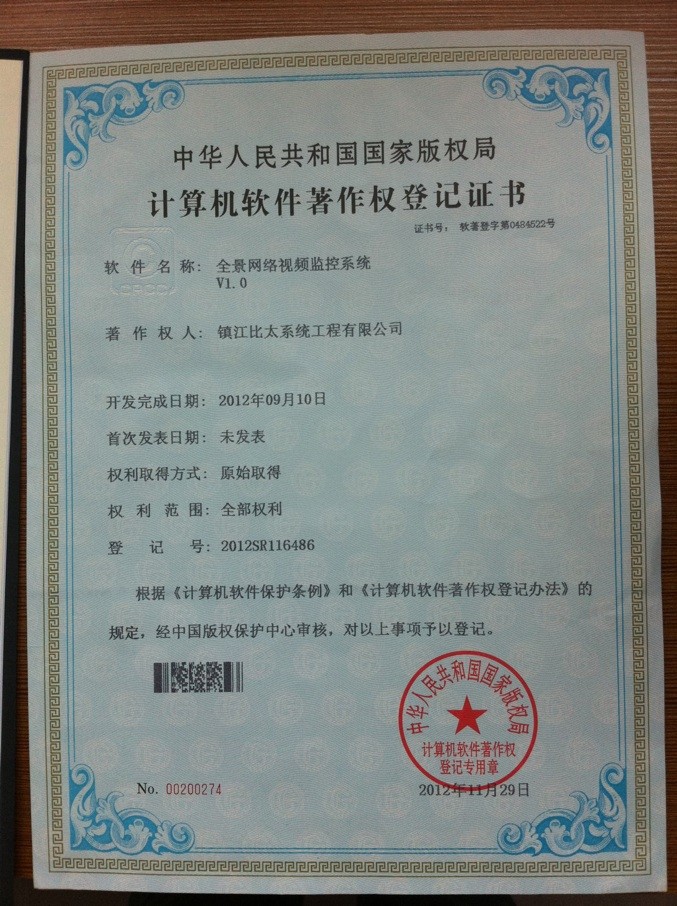 中华人民共和国国家版权局
计算机软件著作权登记证书
证书号： 软著登字第0484522号
CPCC
软 件 名 称： 全景网络视频监控系统
V1.0
著 作 权 人： 镇江比太系统工程有限公司
开发完成日期： 2012年09月10日
首次发表日期： 未发表
权利取得方式： 原始取得
权 利 范 围： 全部权利
登 记 号： 2012SR116486
根据《计算机软件保护条例》和《计算机软件著作权登记办法》的
规定，经中国版权保护中心审核，对以上事项予以登记。
中华人民共和国国家版权局
计算机软件著作权
登记专用章
No. 00200274
2012年11月29日